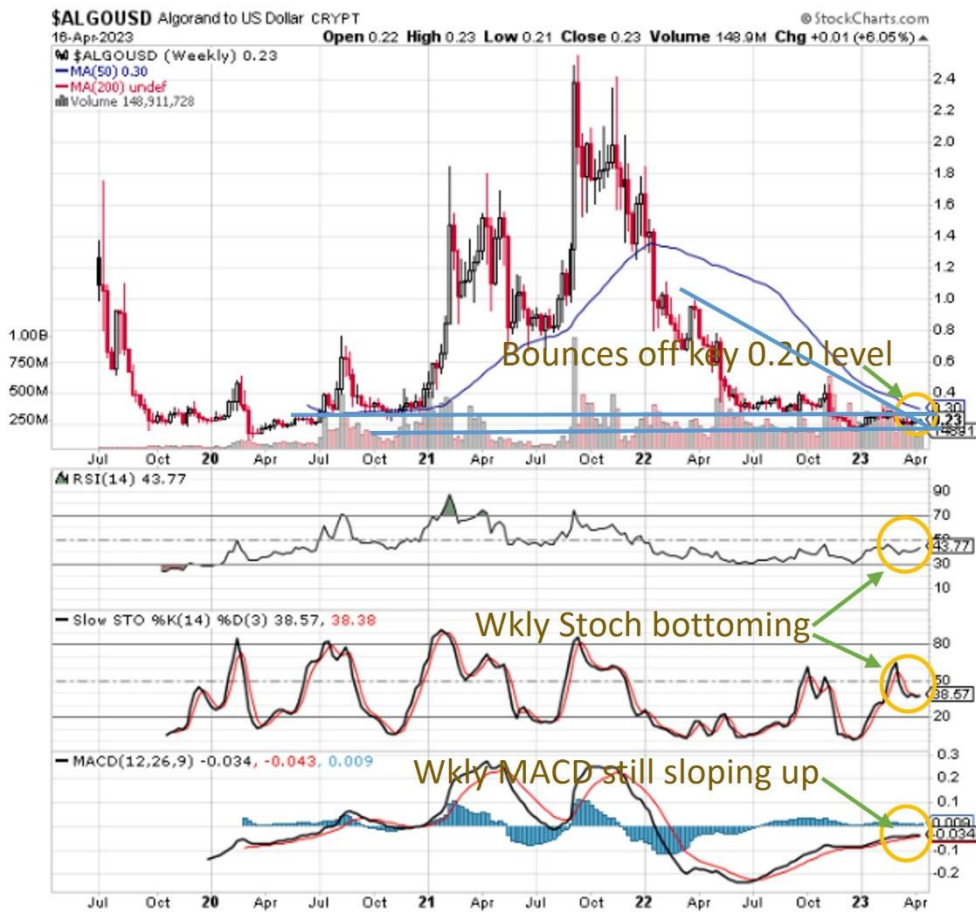 $ALGOUSD Algorand to US Dollar CRYPT © StockCharts.com
16-Apr-2023 Open 0.22 High 0.23 Low 0.21 Close 0.23 Volume 148.9M Chg +0.01 (+6.05%)
$ALGOUSD (Weekly) 0.23
MA(50) 0.30
MA(200) undef
Volume 148,911,728
2.4
2.2
2.0
1.8
1.6
1.4
1.2
1.0
1.00B 0.8
750M 0.6
Bounces off key 0.20 level
500M 0.4
0.30
250M 0.23
Jul Oct 20 Apr Jul Oct 21 Apr Jul Oct 22 Apr Jul Oct 23 Apr
RSI(14) 43.77
90
70
50
43.77
30
10
Slow STO %K(14) %D(3) 38.57, 38.38
Wkly Stoch bottoming
80
50
38.57
20
MACD(12,26,9) -0.034, -0.043, 0.009
0.3
Wkly MACD still sloping up
0.2
0.1
0.009
-0.034
-0.1
-0.2
Jul Oct 20 Apr Jul Oct 21 Apr Jul Oct 22 Apr Jul Oct 23 Apr